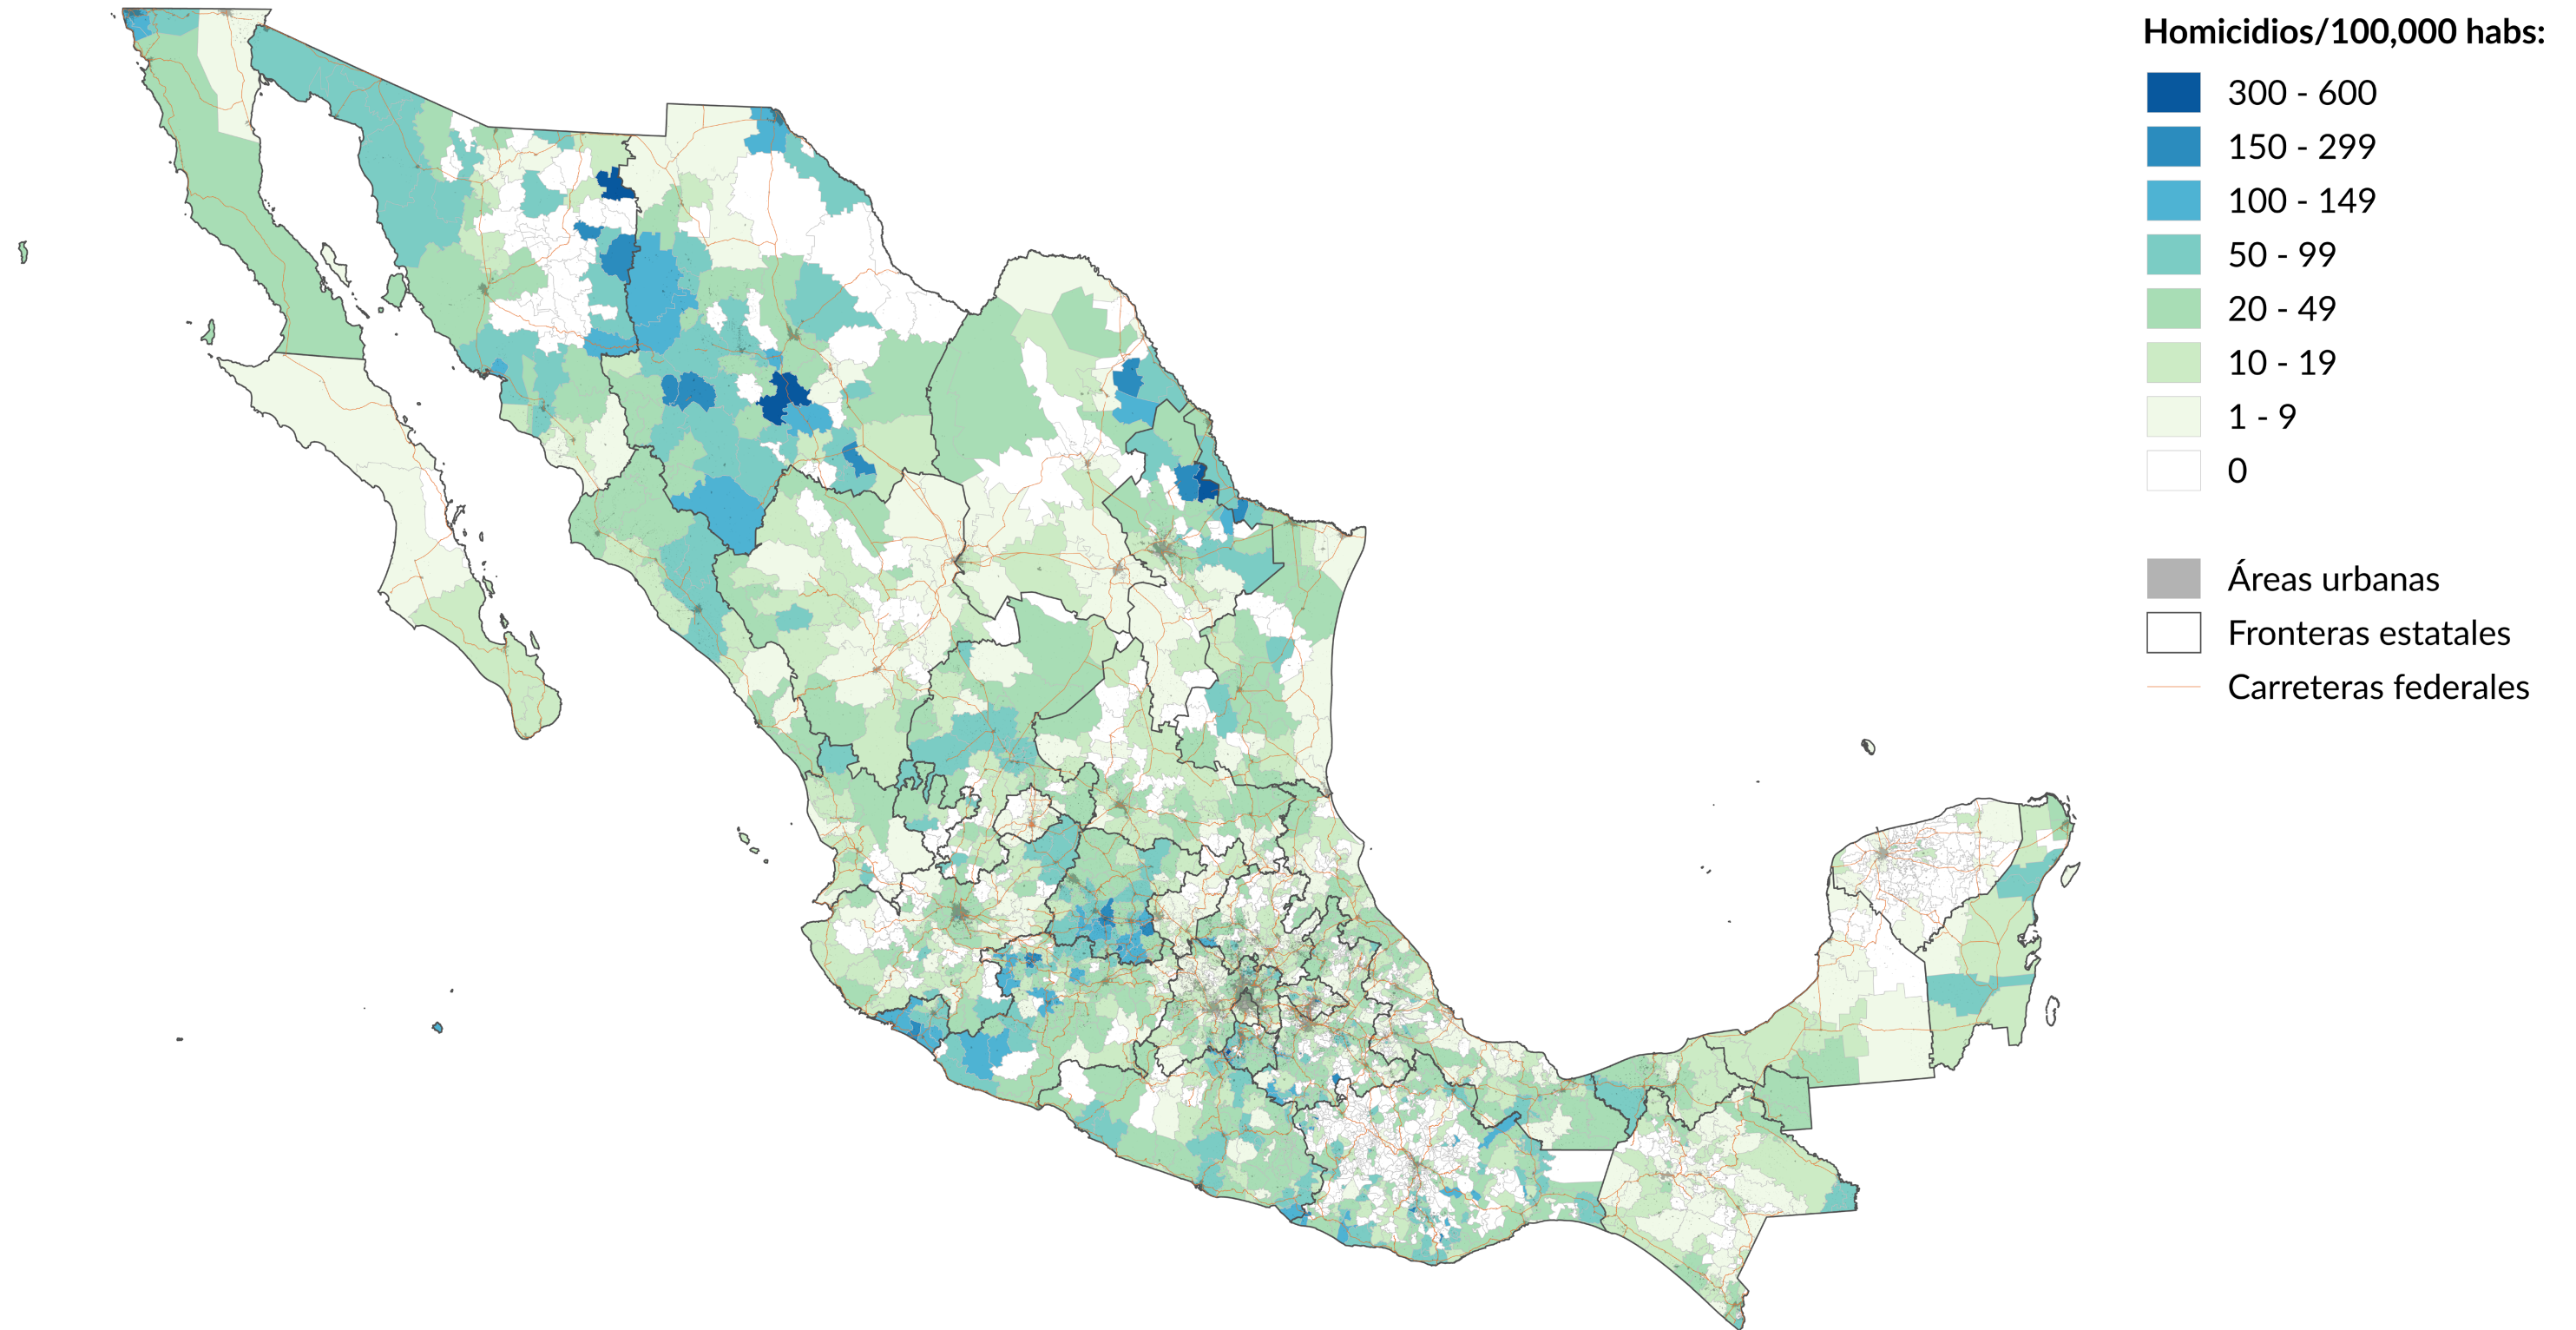 Homicidios/100,000 habs:
300 - 600
150 - 299
100 - 149
50 - 99
20 - 49
10 - 19
1 - 9
0
Áreas urbanas
Fronteras estatales
Carreteras federales